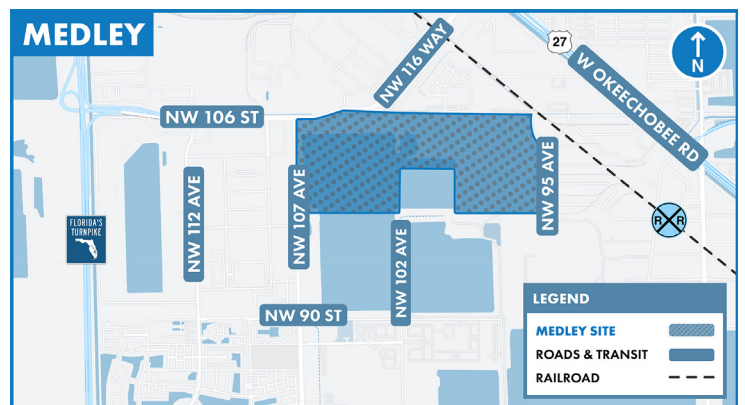 MEDLEY
NW 116 WAY
27
W OKEECHOBEE RD
N
NW 106 ST
NW 112 AVE
NW 107 AVE
NW 95 AVE
FLORIDA'S
TURNPIKE
NW 102 AVE
R R
NW 90 ST
LEGEND
MEDLEY SITE
ROADS & TRANSIT
RAILROAD